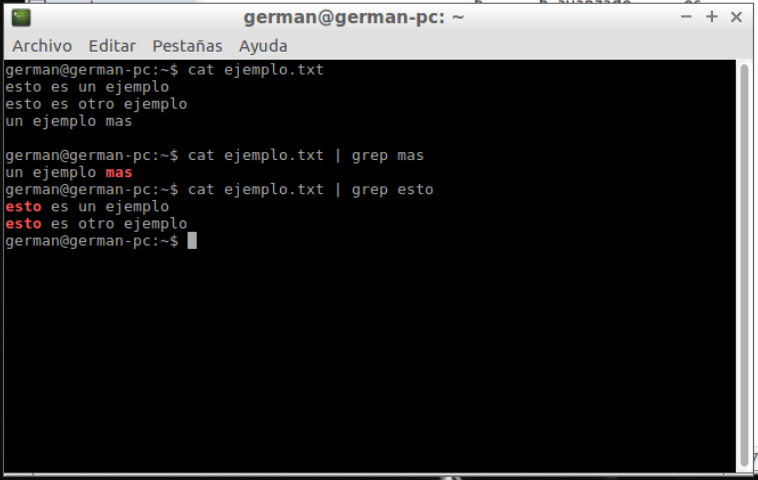 german@german-pc: ~
Archivo Editar Pestañas Ayuda
german@german-pc:~$ cat ejemplo.txt
esto es un ejemplo
esto es otro ejemplo
un ejemplo mas
german@german-pc:~$ cat ejemplo.txt | grep mas
un ejemplo mas
german@german-pc:~$ cat ejemplo.txt | grep esto
esto es un ejemplo
esto es otro ejemplo
german@german-pc:~$